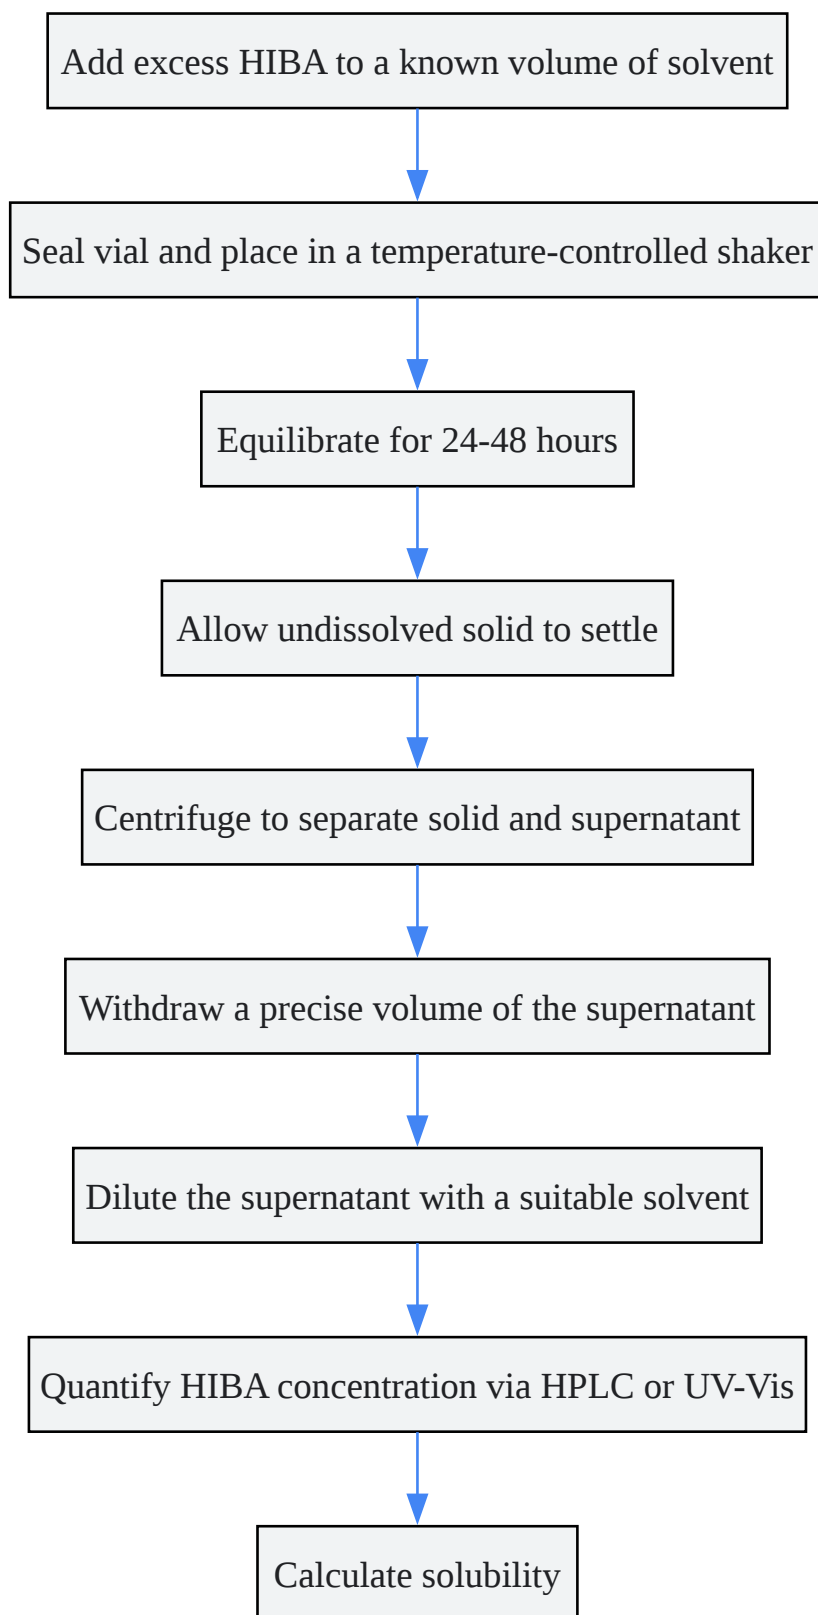 Add excess HIBA to a known volume of solvent
Seal vial and place in a temperature-controlled shaker
Equilibrate for 24-48 hours
Allow undissolved solid to settle
Centrifuge to separate solid and supernatant
Withdraw a precise volume of the supernatant
Dilute the supernatant with a suitable solvent
Quantify HIBA concentration via HPLC or UV-Vis
Calculate solubility